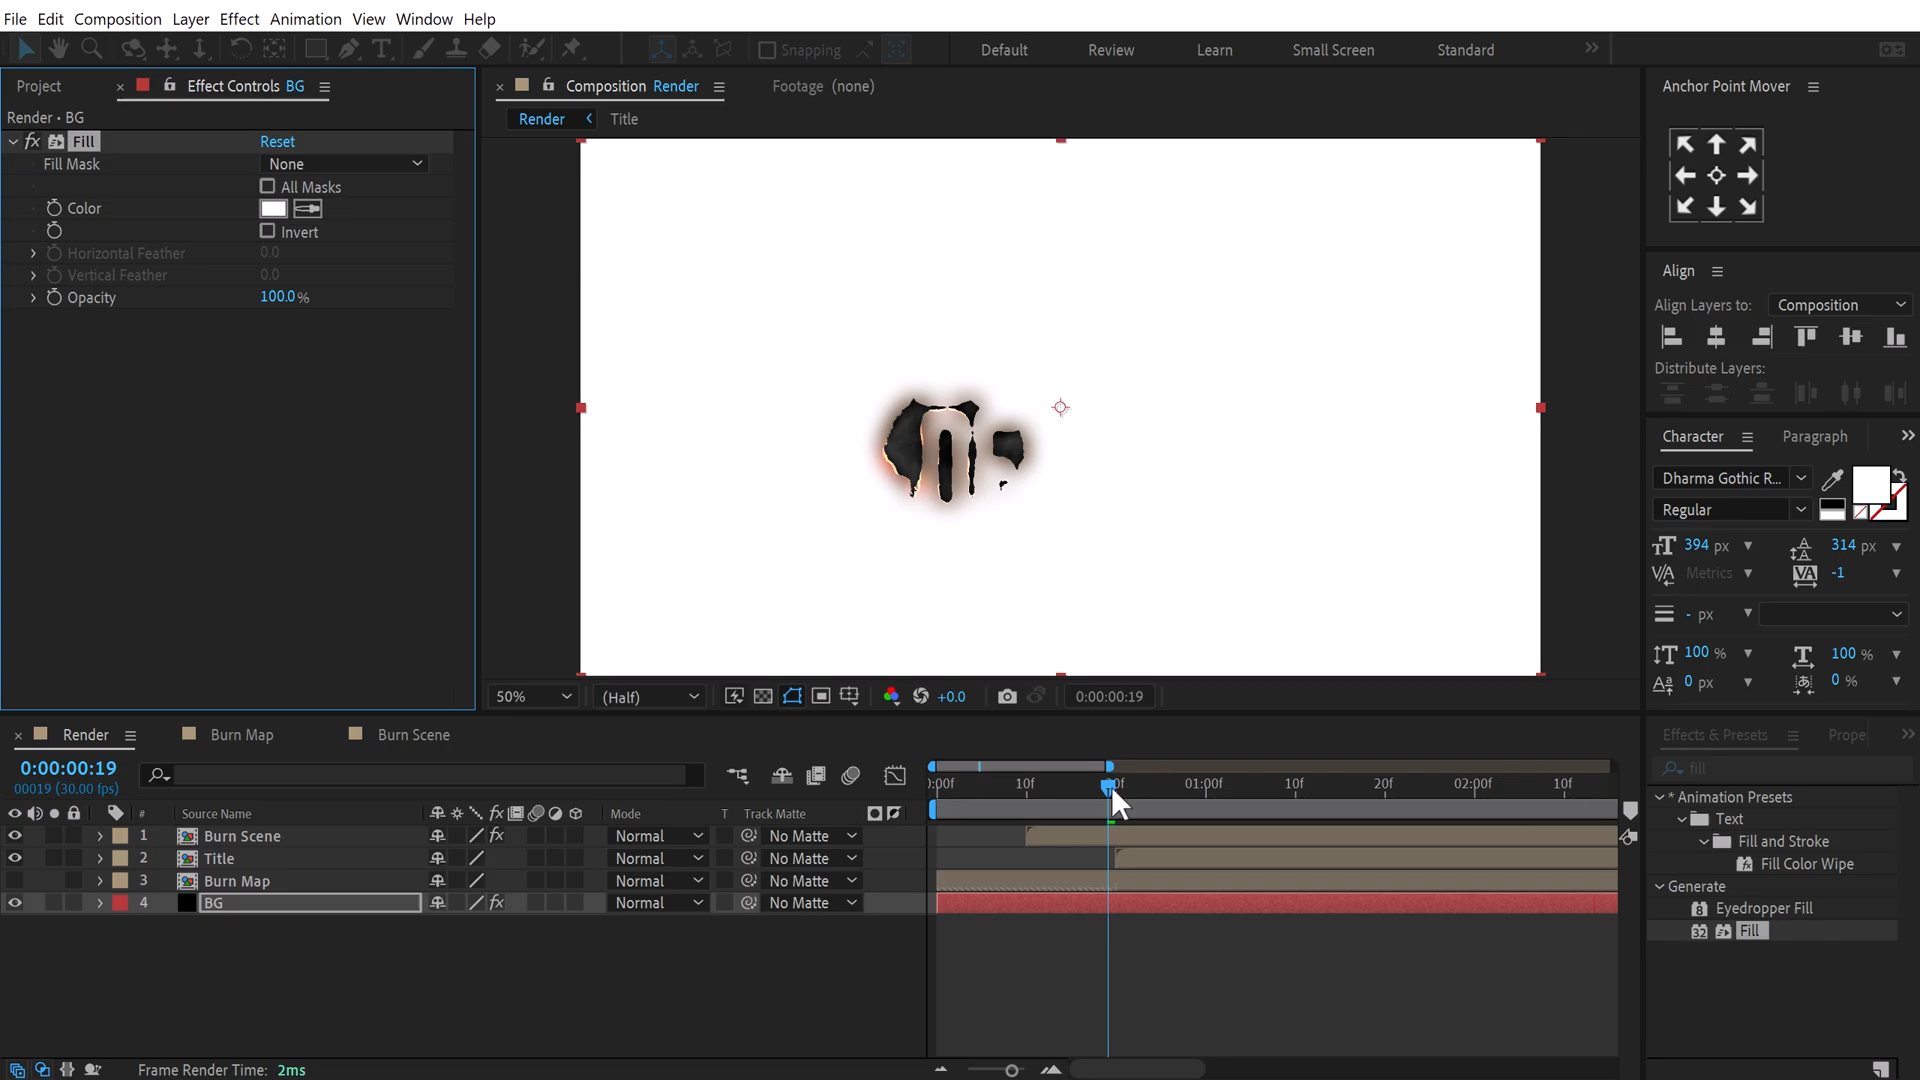 File Edit Composition Layer Effect Animation View Window Help
Snapping Default Review Learn Small Screen Standard
Project Effect Controls BG
Composition Render Footage (none)
Anchor Point Mover
Render • BG
Render Title
fx Fill Reset
Fill Mask None
All Masks
Color
Invert
Horizontal Feather 0.0
Vertical Feather 0.0
Opacity 100.0 %
Align
Align Layers to: Composition
Distribute Layers:
Character Paragraph
Dharma Gothic R...
Regular
394 px 314 px
Metrics -1
- px
100 % 100 %
0 px 0 %
50% (Half) +0.0 0:00:00:19
Render Burn Map Burn Scene
Effects & Presets Prope
0:00:00:19
00019 (30.00 fps)
fill
:00f 10f 20f 01:00f 10f 20f 02:00f 10f
# Source Name fx Mode T Track Matte
1 Burn Scene fx Normal No Matte
2 Title Normal No Matte
3 Burn Map Normal No Matte
4 BG fx Normal No Matte
* Animation Presets
Text
Fill and Stroke
Fill Color Wipe
Generate
Eyedropper Fill
Fill
Frame Render Time: 2ms